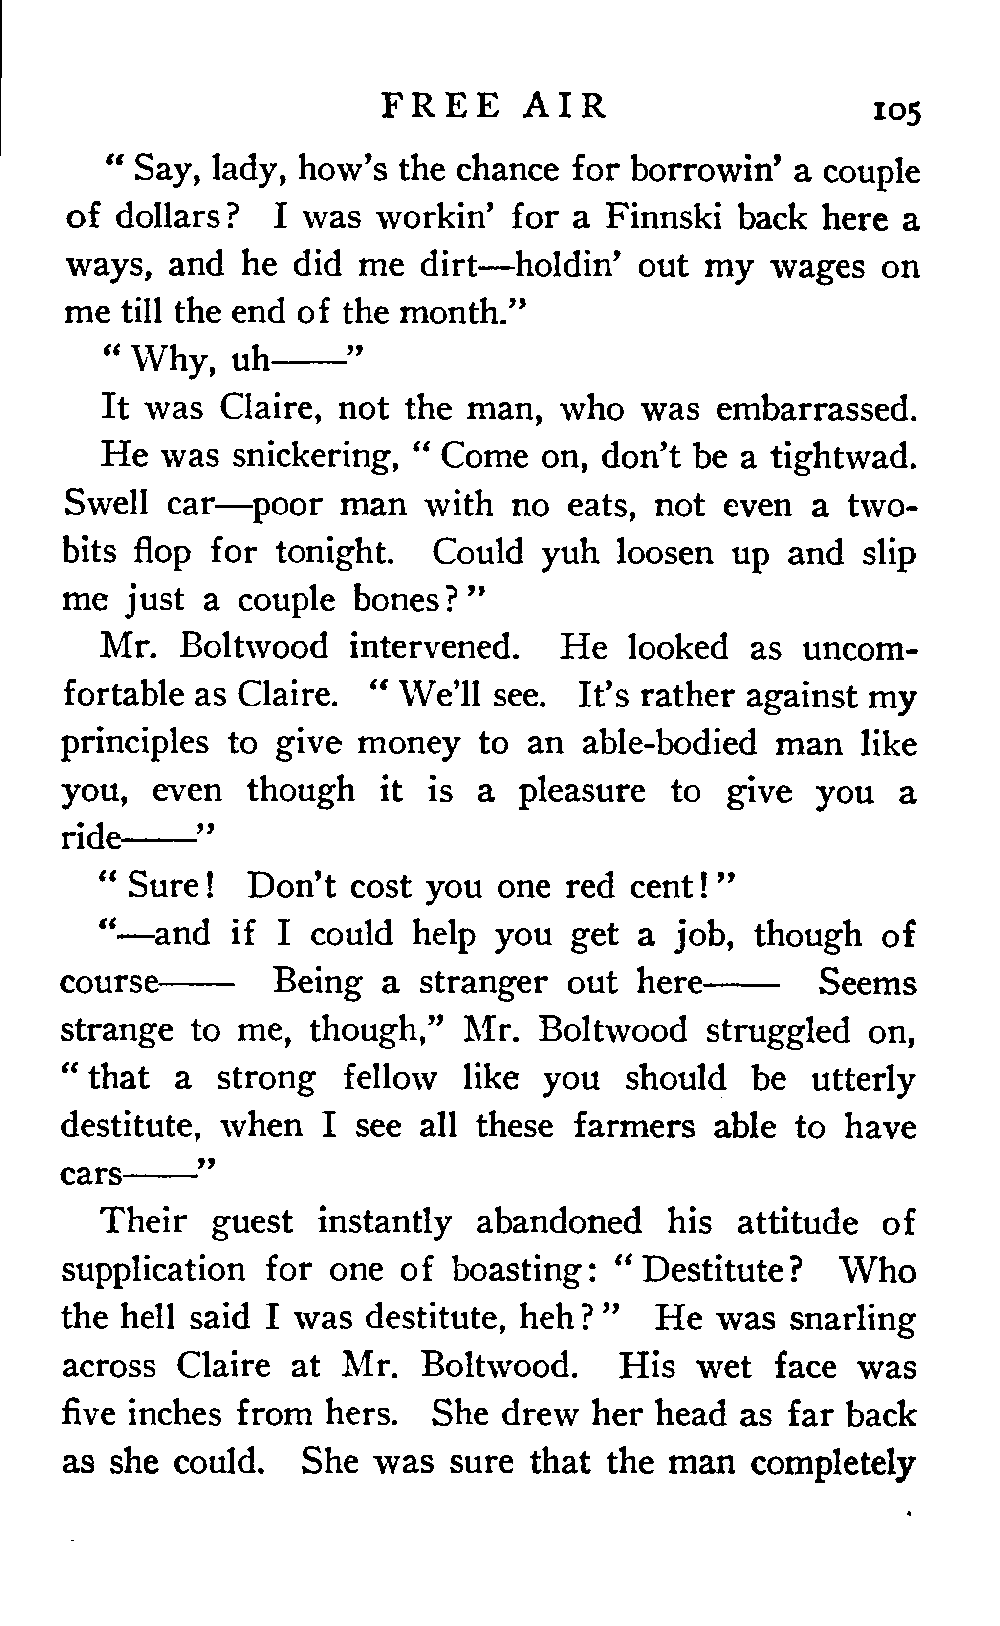 FREE AIR 105
“ Say, lady, how’s the chance for borrowin’ a couple
of dollars? I was workin’ for a Finnski back here a
ways, and he did me dirt—holdin’ out my wages on
me till the end of the month.”
“ Why, uh——”
It was Claire, not the man, who was embarrassed.
He was snickering, “ Come on, don’t be a tightwad.
Swell car—poor man with no eats, not even a two-
bits flop for tonight. Could yuh loosen up and slip
me just a couple bones? ”
Mr. Boltwood intervened. He looked as uncom-
fortable as Claire. “ We’ll see. It’s rather against my
principles to give money to an able-bodied man like
you, even though it is a pleasure to give you a
ride——”
“ Sure! Don’t cost you one red cent! ”
“—and if I could help you get a job, though of
course—— Being a stranger out here—— Seems
strange to me, though,” Mr. Boltwood struggled on,
“ that a strong fellow like you should be utterly
destitute, when I see all these farmers able to have
cars——”
Their guest instantly abandoned his attitude of
supplication for one of boasting: “ Destitute? Who
the hell said I was destitute, heh? ” He was snarling
across Claire at Mr. Boltwood. His wet face was
five inches from hers. She drew her head as far back
as she could. She was sure that the man completely